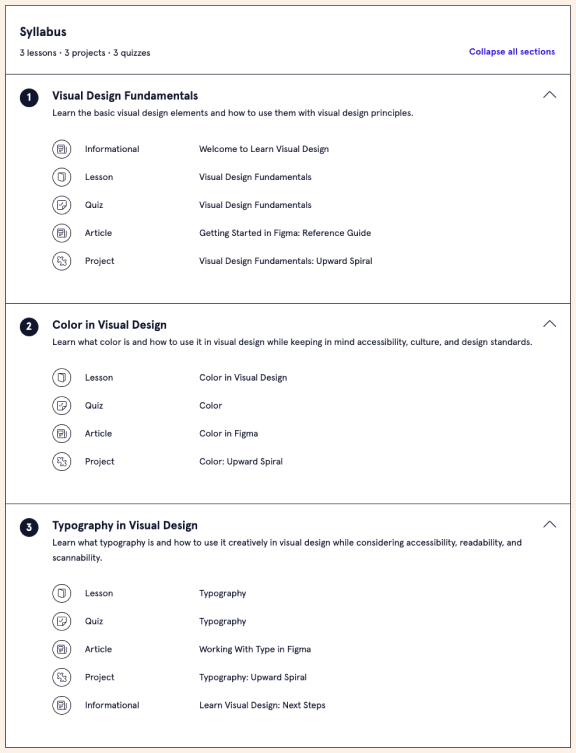 Syllabus
3 lessons • 3 projects • 3 quizzes
Collapse all sections
1 Visual Design Fundamentals
Learn the basic visual design elements and how to use them with visual design principles.
Informational Welcome to Learn Visual Design
Lesson Visual Design Fundamentals
Quiz Visual Design Fundamentals
Article Getting Started in Figma: Reference Guide
Project Visual Design Fundamentals: Upward Spiral
2 Color in Visual Design
Learn what color is and how to use it in visual design while keeping in mind accessibility, culture, and design standards.
Lesson Color in Visual Design
Quiz Color
Article Color in Figma
Project Color: Upward Spiral
3 Typography in Visual Design
Learn what typography is and how to use it creatively in visual design while considering accessibility, readability, and
scannability.
Lesson Typography
Quiz Typography
Article Working With Type in Figma
Project Typography: Upward Spiral
Informational Learn Visual Design: Next Steps